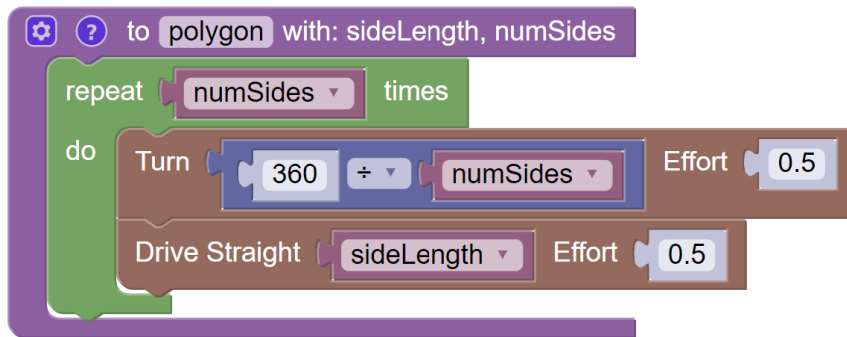 ? to polygon with: sideLength, numSides
repeat numSides times
do Turn 360 ÷ numSides Effort 0.5
Drive Straight sideLength Effort 0.5